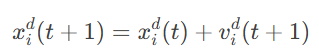 x_i^d(t + 1) = x_i^d(t) + v_i^d(t + 1)